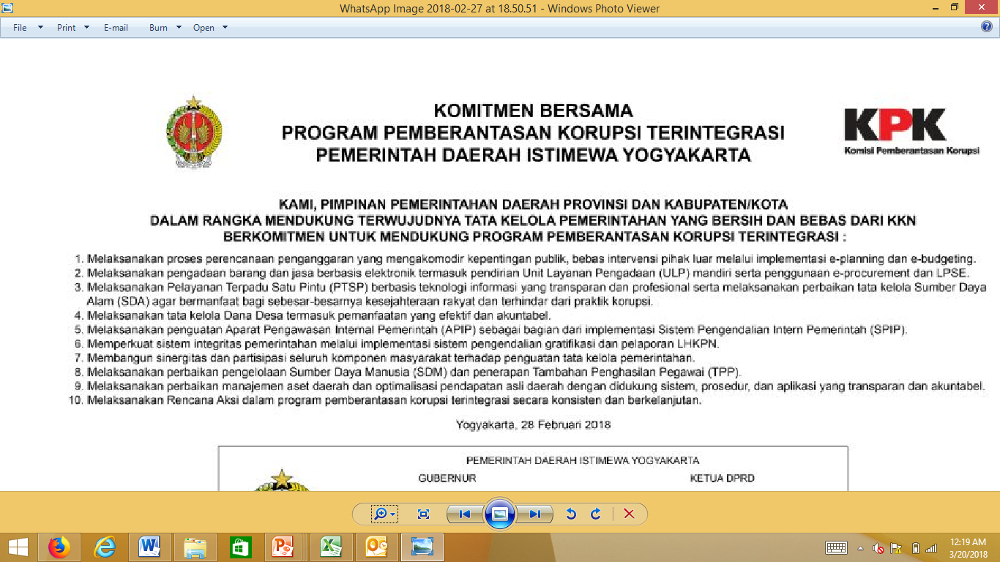 WhatsApp Image 2018-02-27 at 18.50.51 - Windows Photo Viewer
File Print E-mail Burn Open
KOMITMEN BERSAMA
PROGRAM PEMBERANTASAN KORUPSI TERINTEGRASI
PEMERINTAH DAERAH ISTIMEWA YOGYAKARTA
KPK
Komisi Pemberantasan Korupsi
KAMI, PIMPINAN PEMERINTAHAN DAERAH PROVINSI DAN KABUPATEN/KOTA
DALAM RANGKA MENDUKUNG TERWUJUDNYA TATA KELOLA PEMERINTAHAN YANG BERSIH DAN BEBAS DARI KKN
BERKOMITMEN UNTUK MENDUKUNG PROGRAM PEMBERANTASAN KORUPSI TERINTEGRASI :
1. Melaksanakan proses perencanaan penganggaran yang mengakomodir kepentingan publik, bebas intervensi pihak luar melalui implementasi e-planning dan e-budgeting.
2. Melaksanakan pengadaan barang dan jasa berbasis elektronik termasuk pendirian Unit Layanan Pengadaan (ULP) mandiri serta penggunaan e-procurement dan LPSE.
3. Melaksanakan Pelayanan Terpadu Satu Pintu (PTSP) berbasis teknologi informasi yang transparan dan profesional serta melaksanakan perbaikan tata kelola Sumber Daya
Alam (SDA) agar bermanfaat bagi sebesar-besarnya kesejahteraan rakyat dan terhindar dari praktik korupsi.
4. Melaksanakan tata kelola Dana Desa termasuk pemanfaatan yang efektif dan akuntabel.
5. Melaksanakan penguatan Aparat Pengawasan Internal Pemerintah (APIP) sebagai bagian dari implementasi Sistem Pengendalian Intern Pemerintah (SPIP).
6. Memperkuat sistem integritas pemerintahan melalui implementasi sistem pengendalian gratifikasi dan pelaporan LHKPN.
7. Membangun sinergitas dan partisipasi seluruh komponen masyarakat terhadap penguatan tata kelola pemerintahan.
8. Melaksanakan perbaikan pengelolaan Sumber Daya Manusia (SDM) dan penerapan Tambahan Penghasilan Pegawai (TPP).
9. Melaksanakan perbaikan manajemen aset daerah dan optimalisasi pendapatan asli daerah dengan didukung sistem, prosedur, dan aplikasi yang transparan dan akuntabel.
10. Melaksanakan Rencana Aksi dalam program pemberantasan korupsi terintegrasi secara konsisten dan berkelanjutan.
Yogyakarta, 28 Februari 2018
PEMERINTAH DAERAH ISTIMEWA YOGYAKARTA
GUBERNUR KETUA DPRD
12:19 AM
3/20/2018